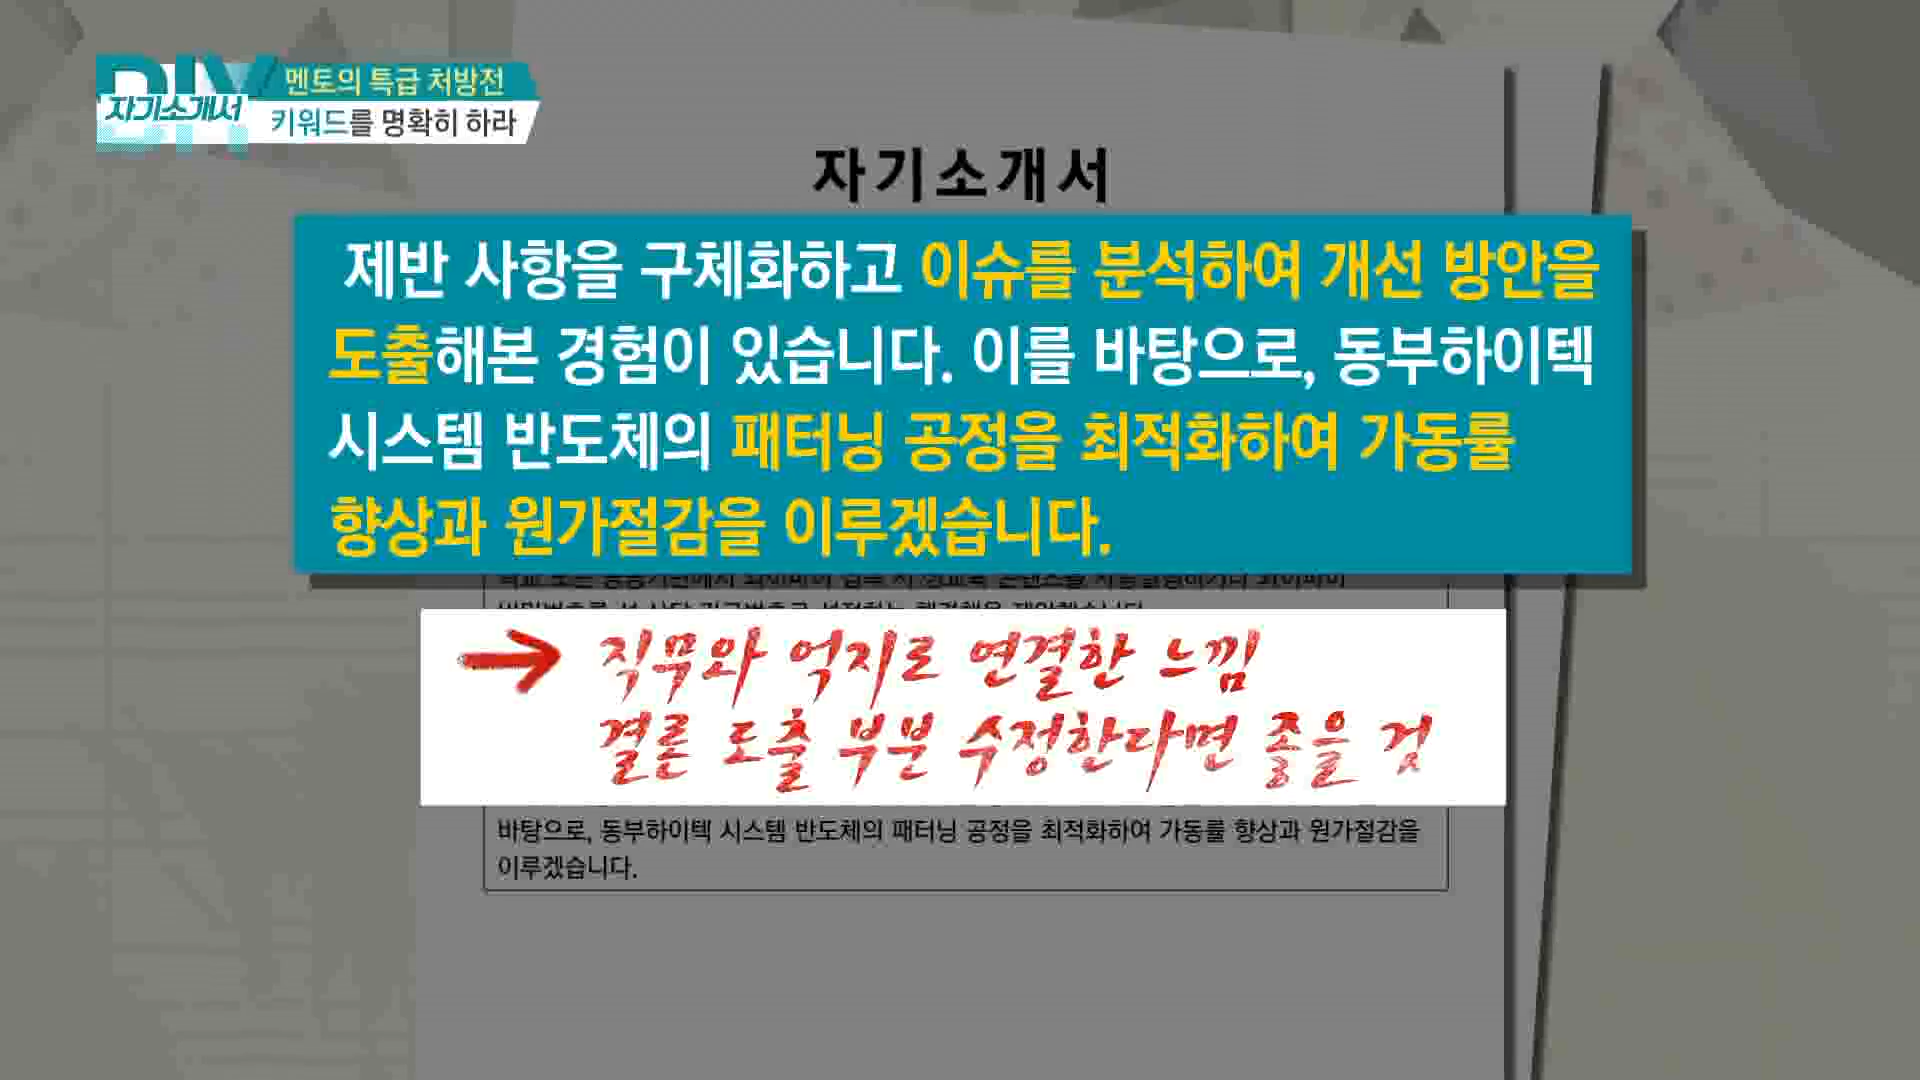 DIY
자기소개서
멘토의 특급 처방전
키워드를 명확히 하라
자기소개서
제반 사항을 구체화하고 이슈를 분석하여 개선 방안을
도출해본 경험이 있습니다. 이를 바탕으로, 동부하이텍
시스템 반도체의 패터닝 공정을 최적화하여 가동률
향상과 원가절감을 이루겠습니다.
→ 직무와 억지로 연결한 느낌
결론 도출 부분 수정한다면 좋을 것
바탕으로, 동부하이텍 시스템 반도체의 패터닝 공정을 최적화하여 가동률 향상과 원가절감을
이루겠습니다.